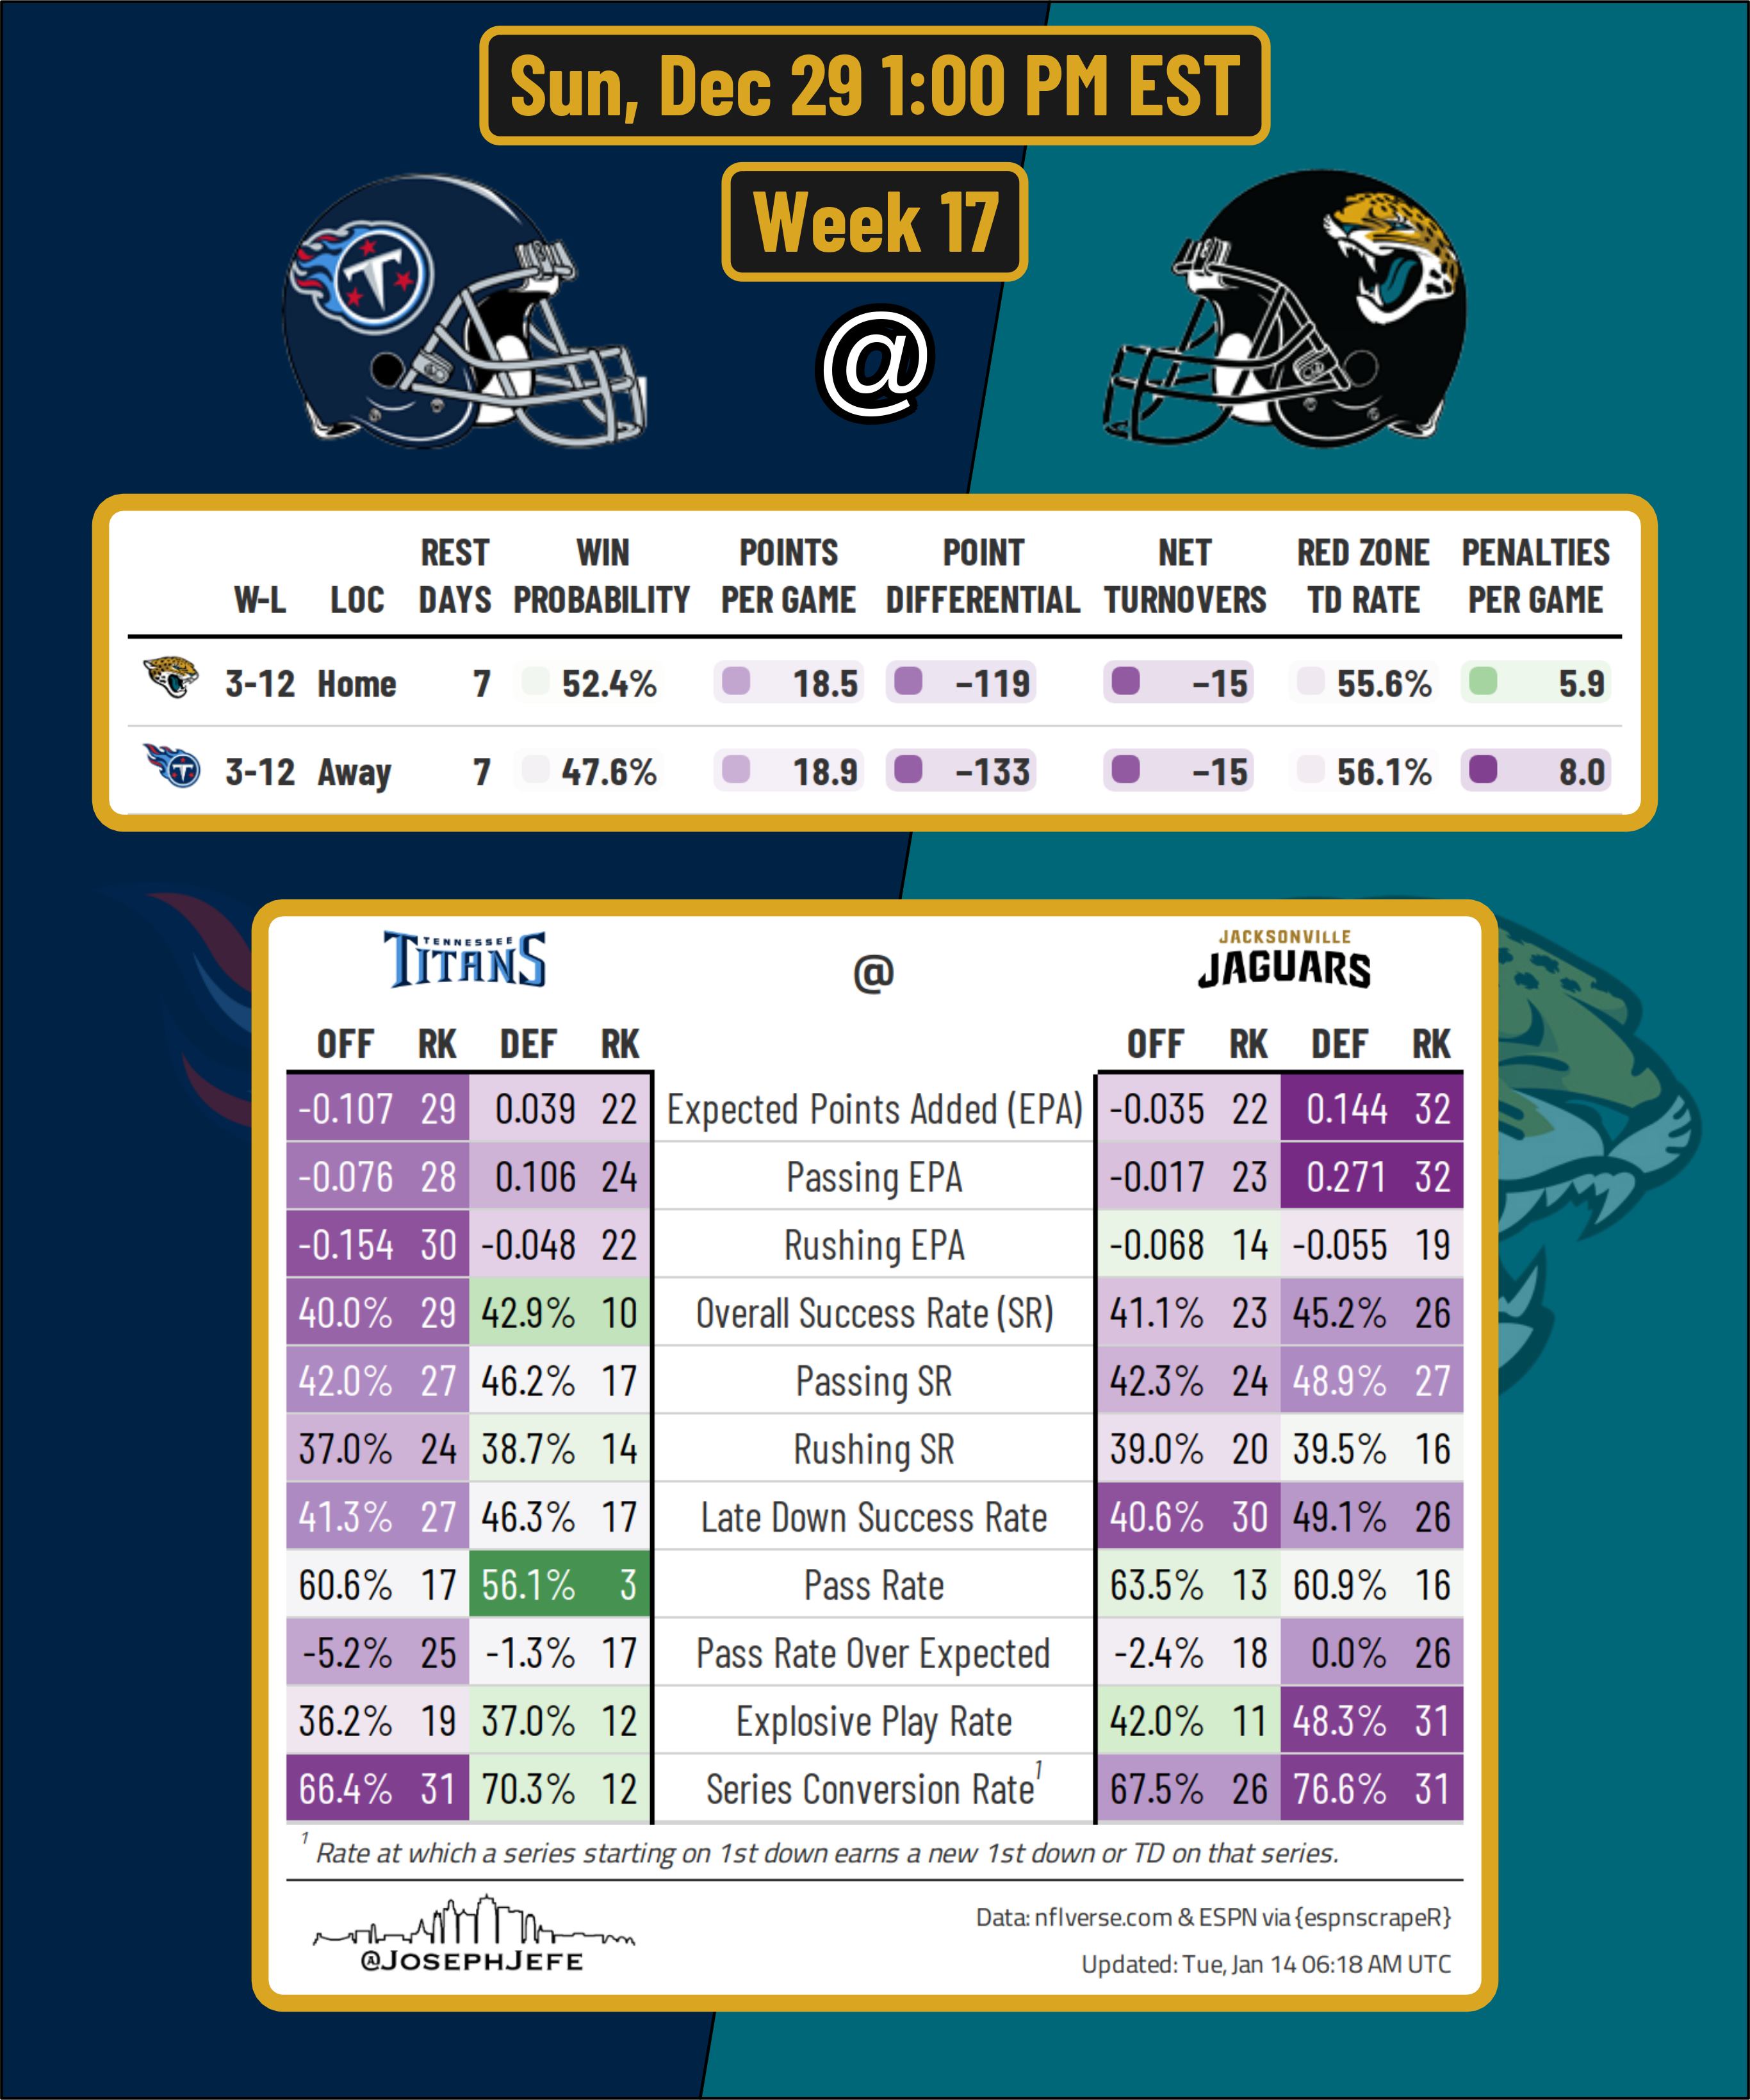 Sun, Dec 29 1:00 PM EST
Week 17
T
@
REST WIN POINTS POINT NET RED ZONE PENALTIES
W-L LOC DAYS PROBABILITY PER GAME DIFFERENTIAL TURNOVERS TD RATE PER GAME
3-12 Home 7 52.4% 18.5 −119 −15 55.6% 5.9
T 3-12 Away 7 47.6% 18.9 −133 −15 56.1% 8.0
TENNESSEE
TITANS
@
JACKSONVILLE
JAGUARS
OFF RK DEF RK OFF RK DEF RK
-0.107 29 0.039 22 Expected Points Added (EPA) -0.035 22 0.144 32
-0.076 28 0.106 24 Passing EPA -0.017 23 0.271 32
-0.154 30 -0.048 22 Rushing EPA -0.068 14 -0.055 19
40.0% 29 42.9% 10 Overall Success Rate (SR) 41.1% 23 45.2% 26
42.0% 27 46.2% 17 Passing SR 42.3% 24 48.9% 27
37.0% 24 38.7% 14 Rushing SR 39.0% 20 39.5% 16
41.3% 27 46.3% 17 Late Down Success Rate 40.6% 30 49.1% 26
60.6% 17 56.1% 3 Pass Rate 63.5% 13 60.9% 16
-5.2% 25 -1.3% 17 Pass Rate Over Expected -2.4% 18 0.0% 26
36.2% 19 37.0% 12 Explosive Play Rate 42.0% 11 48.3% 31
66.4% 31 70.3% 12 Series Conversion Rate¹ 67.5% 26 76.6% 31
¹ Rate at which a series starting on 1st down earns a new 1st down or TD on that series.
@JOSEPHJEFE
Data: nflverse.com & ESPN via {espnscrapeR}
Updated: Tue, Jan 14 06:18 AM UTC